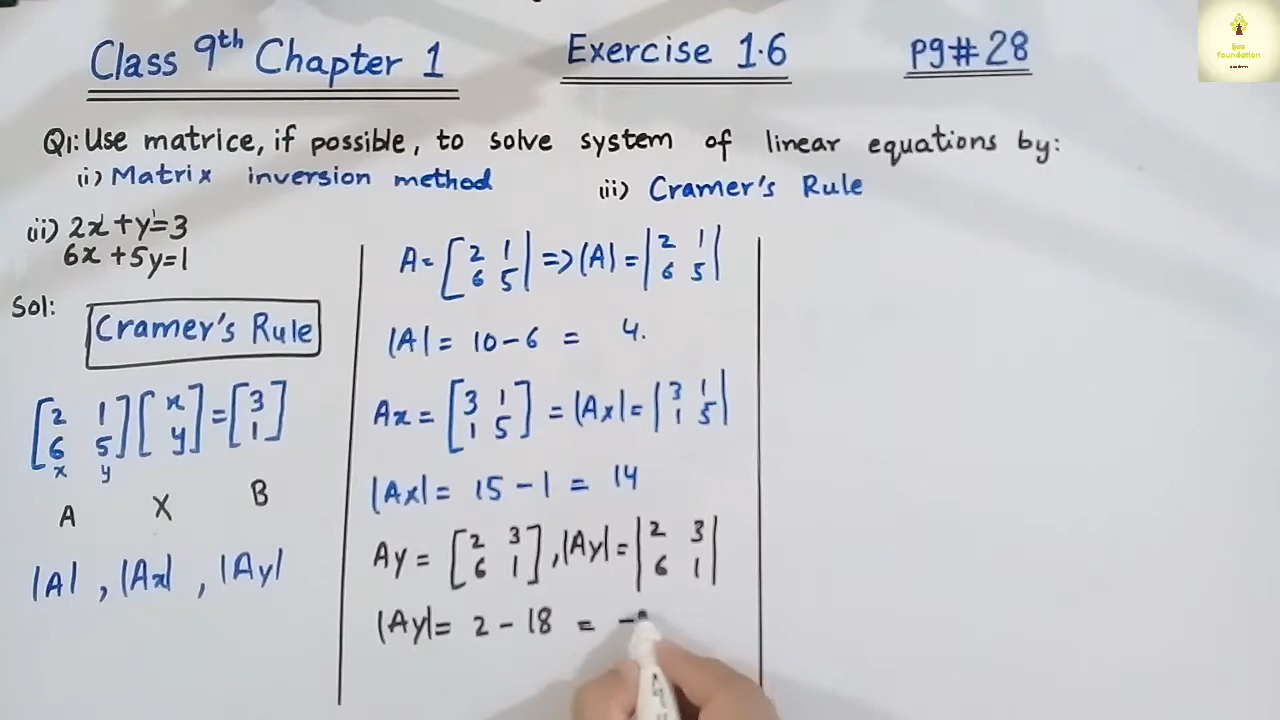 Class 9th Chapter 1 Exercise 1.6 Pg#28
Q1: Use matrice, if possible, to solve system of linear equations by:
(i) Matrix inversion method (ii) Cramer's Rule
(ii) 2x+y=3
6x+5y=1
Sol:
Cramer's Rule
[2 1] [x] = [3]
[6 5] [y] [1]
x y
A X B
|A|, |Ax|, |Ay|
A= [2 1| => (A) = |2 1|
6 5| |6 5|
|A| = 10-6 = 4.
Ax = [3 1] = |Ax| = |3 1|
[1 5] |1 5|
|Ax| = 15 - 1 = 14
Ay = [2 3], |Ay| = |2 3|
[6 1] |6 1|
|Ay| = 2 - 18 = -
foundation